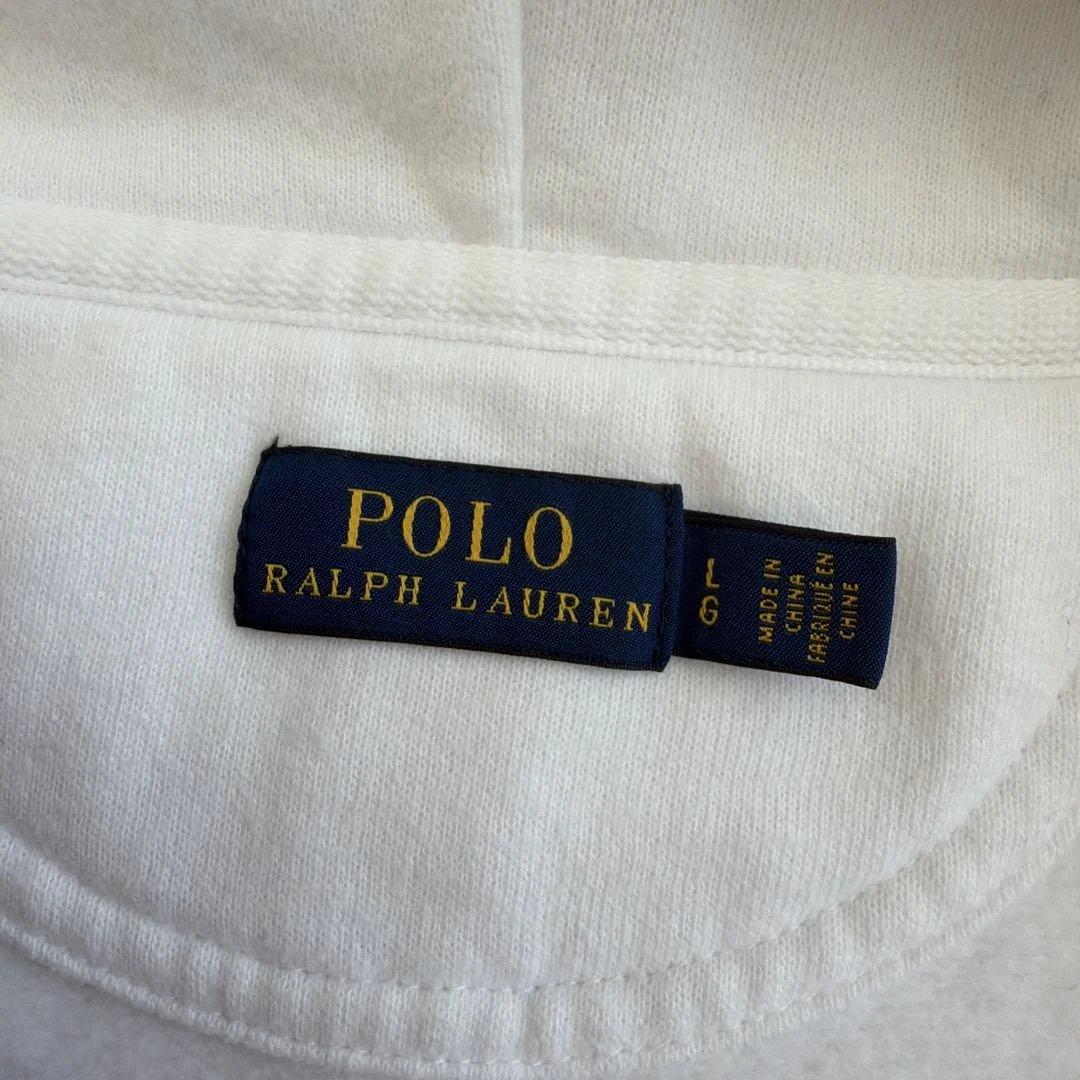 POLO
RALPH LAUREN
L
G
MADE IN
CHINA
FABRIQUÉ EN
CHINE